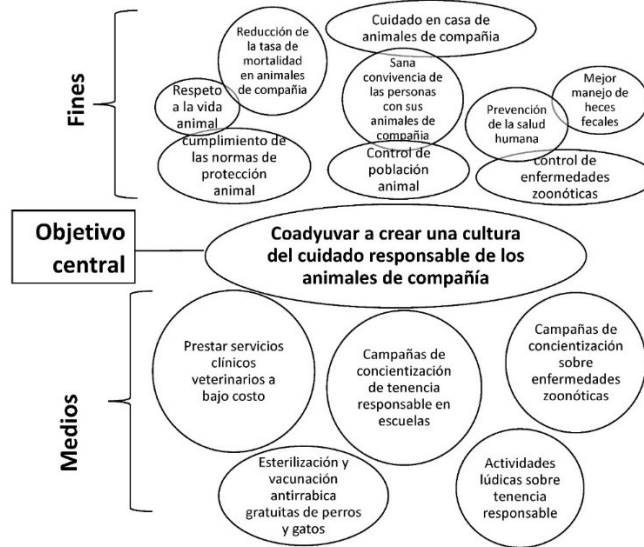 Fines
Cuidado en casa de
animales de compañía
Reducción de
la tasa de
mortalidad en
animales de
compañia
Sana
convivencia de
las personas
con sus
animales de
compañía
Mejor
manejo de
heces
fecales
Respeto
a la vida
animal
Prevención
de la salud
humana
cumplimiento de
las normas de
protección
animal
Control de
población
animal
control de
enfermedades
zoonóticas
Objetivo
central
Coadyuvar a crear una cultura
del cuidado responsable de los
animales de compañía
Medios
Prestar servicios
clínicos
veterinarios a
bajo costo
Campañas de
concientización
de tenencia
responsable en
escuelas
Campañas de
concientización
sobre
enfermedades
zoonóticas
Esterilización y
vacunación
antirrabica
gratuitas de perros
y gatos
Actividades
lúdicas sobre
tenencia
responsable